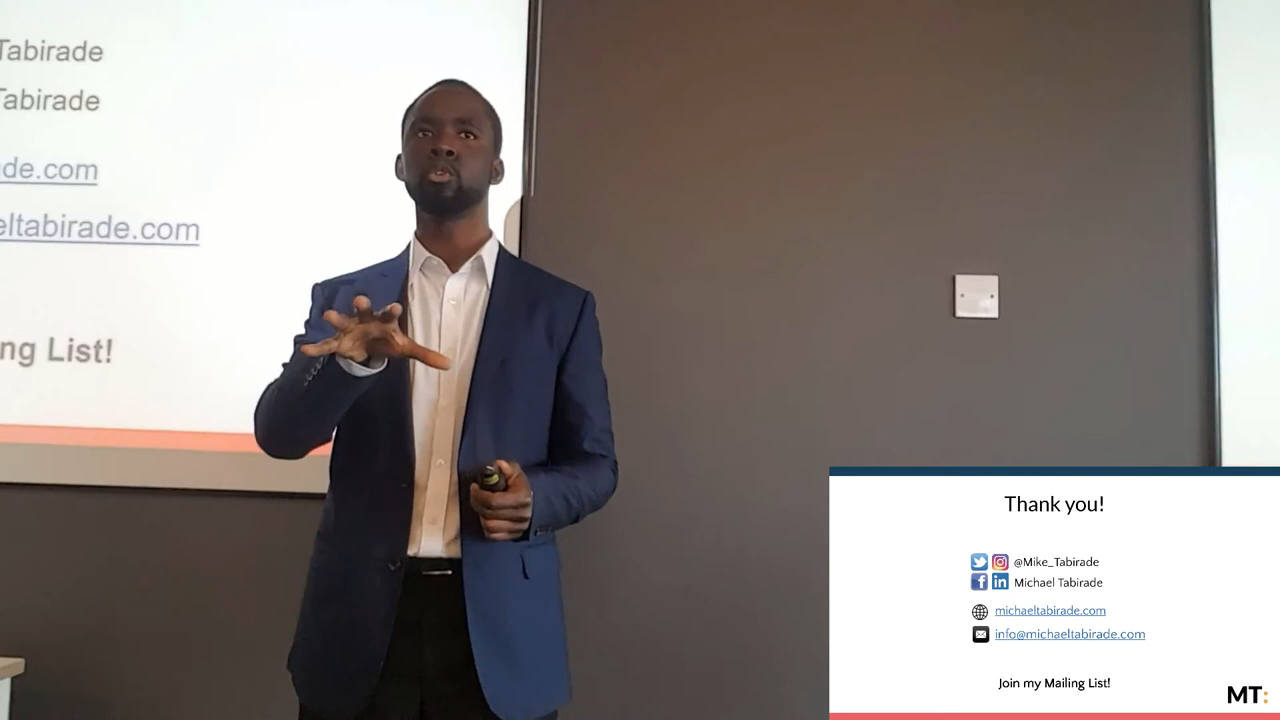 Tabirade
Tabirade
de.com
eltabirade.com
ng List!
Thank you!
@Mike_Tabirade
Michael Tabirade
michaeltabirade.com
info@michaeltabirade.com
Join my Mailing List!
MT: